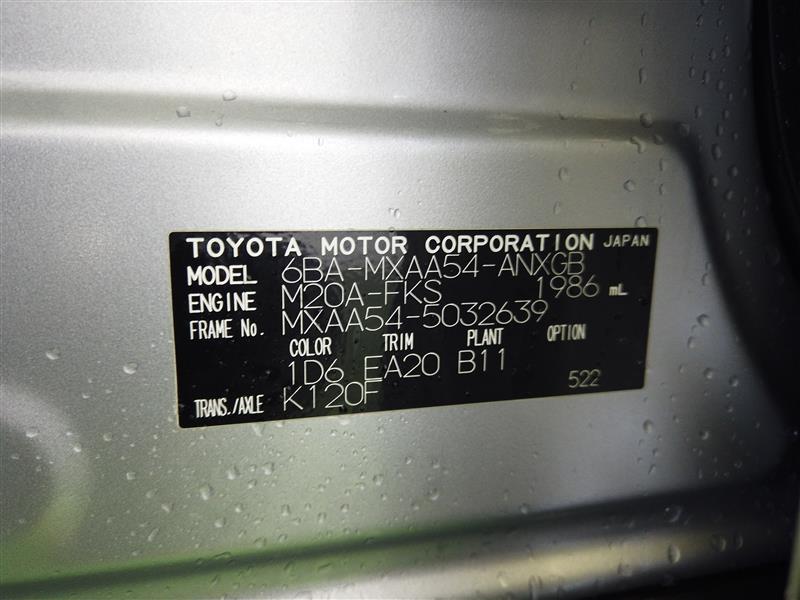 TOYOTA MOTOR CORPORATION JAPAN
MODEL 6BA-MXAA54-ANXGB
ENGINE M20A-FKS 1986 mL
FRAME No. MXAA54-5032639
COLOR TRIM PLANT OPTION
1D6 EA20 B11
TRANS./AXLE K120F 522